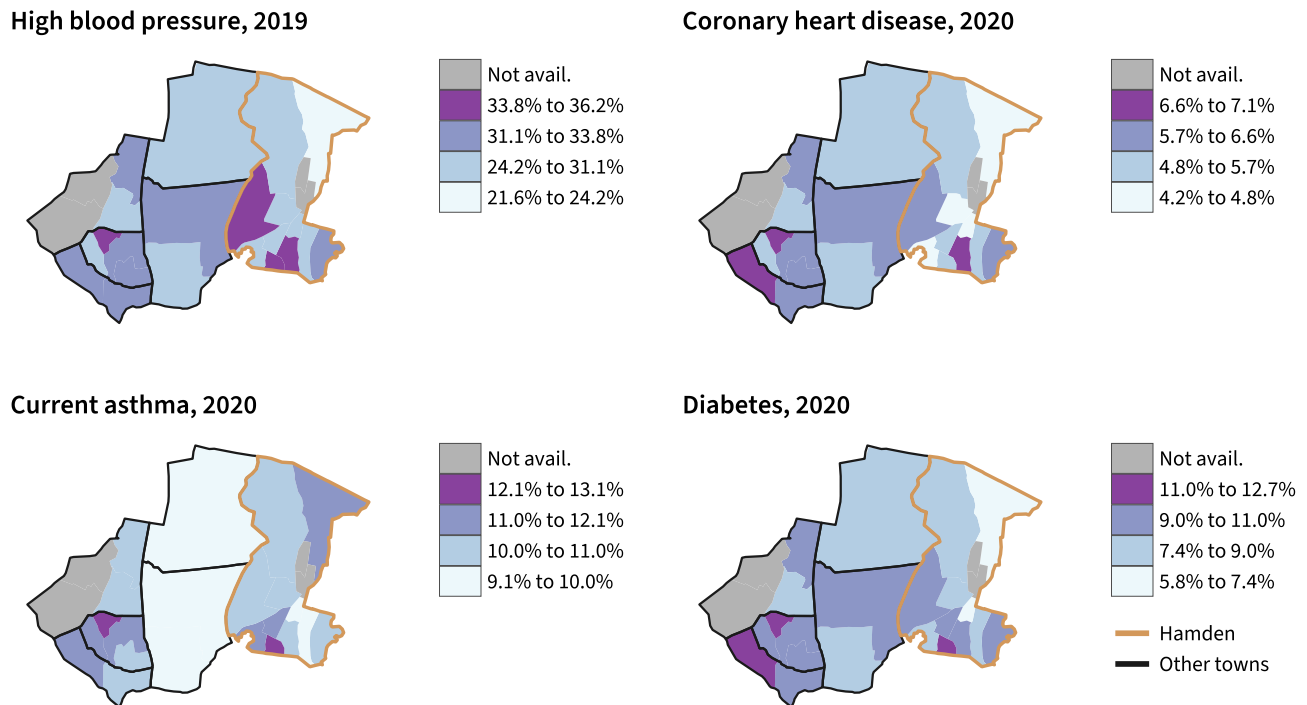 High blood pressure, 2019
Not avail.
33.8% to 36.2%
31.1% to 33.8%
24.2% to 31.1%
21.6% to 24.2%
Coronary heart disease, 2020
Not avail.
6.6% to 7.1%
5.7% to 6.6%
4.8% to 5.7%
4.2% to 4.8%
Current asthma, 2020
Not avail.
12.1% to 13.1%
11.0% to 12.1%
10.0% to 11.0%
9.1% to 10.0%
Diabetes, 2020
Not avail.
11.0% to 12.7%
9.0% to 11.0%
7.4% to 9.0%
5.8% to 7.4%
Hamden
Other towns